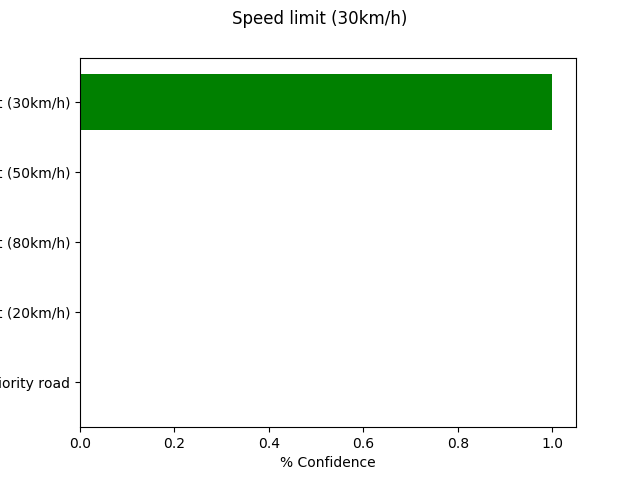 Speed limit (30km/h)
(30km/h)
(50km/h)
(80km/h)
(20km/h)
road
0.0 0.2 0.4 0.6 0.8 1.0
% Confidence